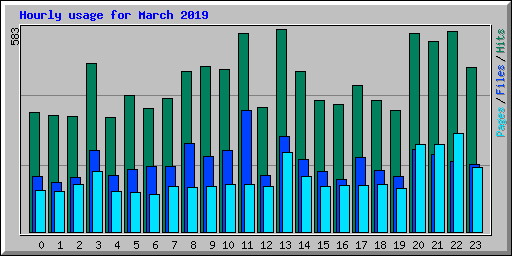 Hourly usage for March 2019
583
Pages / Files / Hits
0 1 2 3 4 5 6 7 8 9 10 11 12 13 14 15 16 17 18 19 20 21 22 23